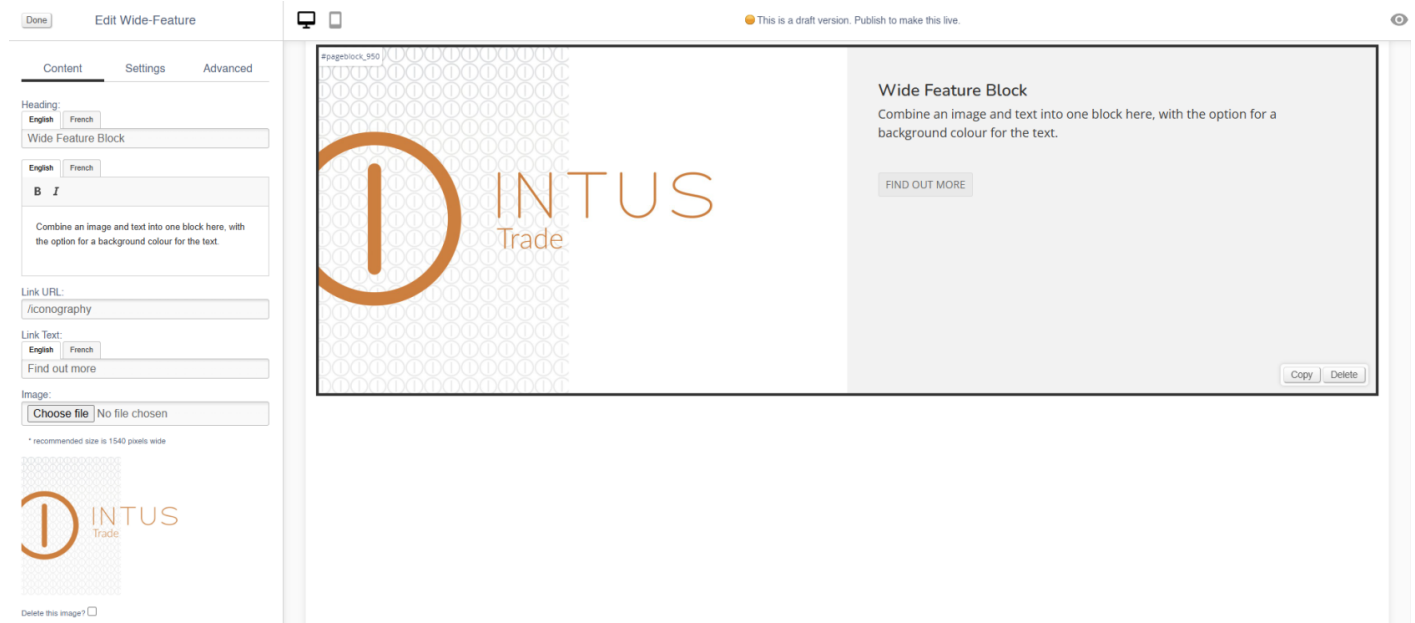 Done
Edit Wide-Feature
This is a draft version. Publish to make this live.
Content Settings Advanced
Heading:
English French
Wide Feature Block
English French
B I
Combine an image and text into one block here, with
the option for a background colour for the text.
Link URL:
/iconography
Link Text:
English French
Find out more
Image:
Choose file No file chosen
* recommended size is 1540 pixels wide
INTUS
Trade
Delete this image?
#pageblock_950
INTUS
Trade
Wide Feature Block
Combine an image and text into one block here, with the option for a
background colour for the text.
FIND OUT MORE
Copy Delete